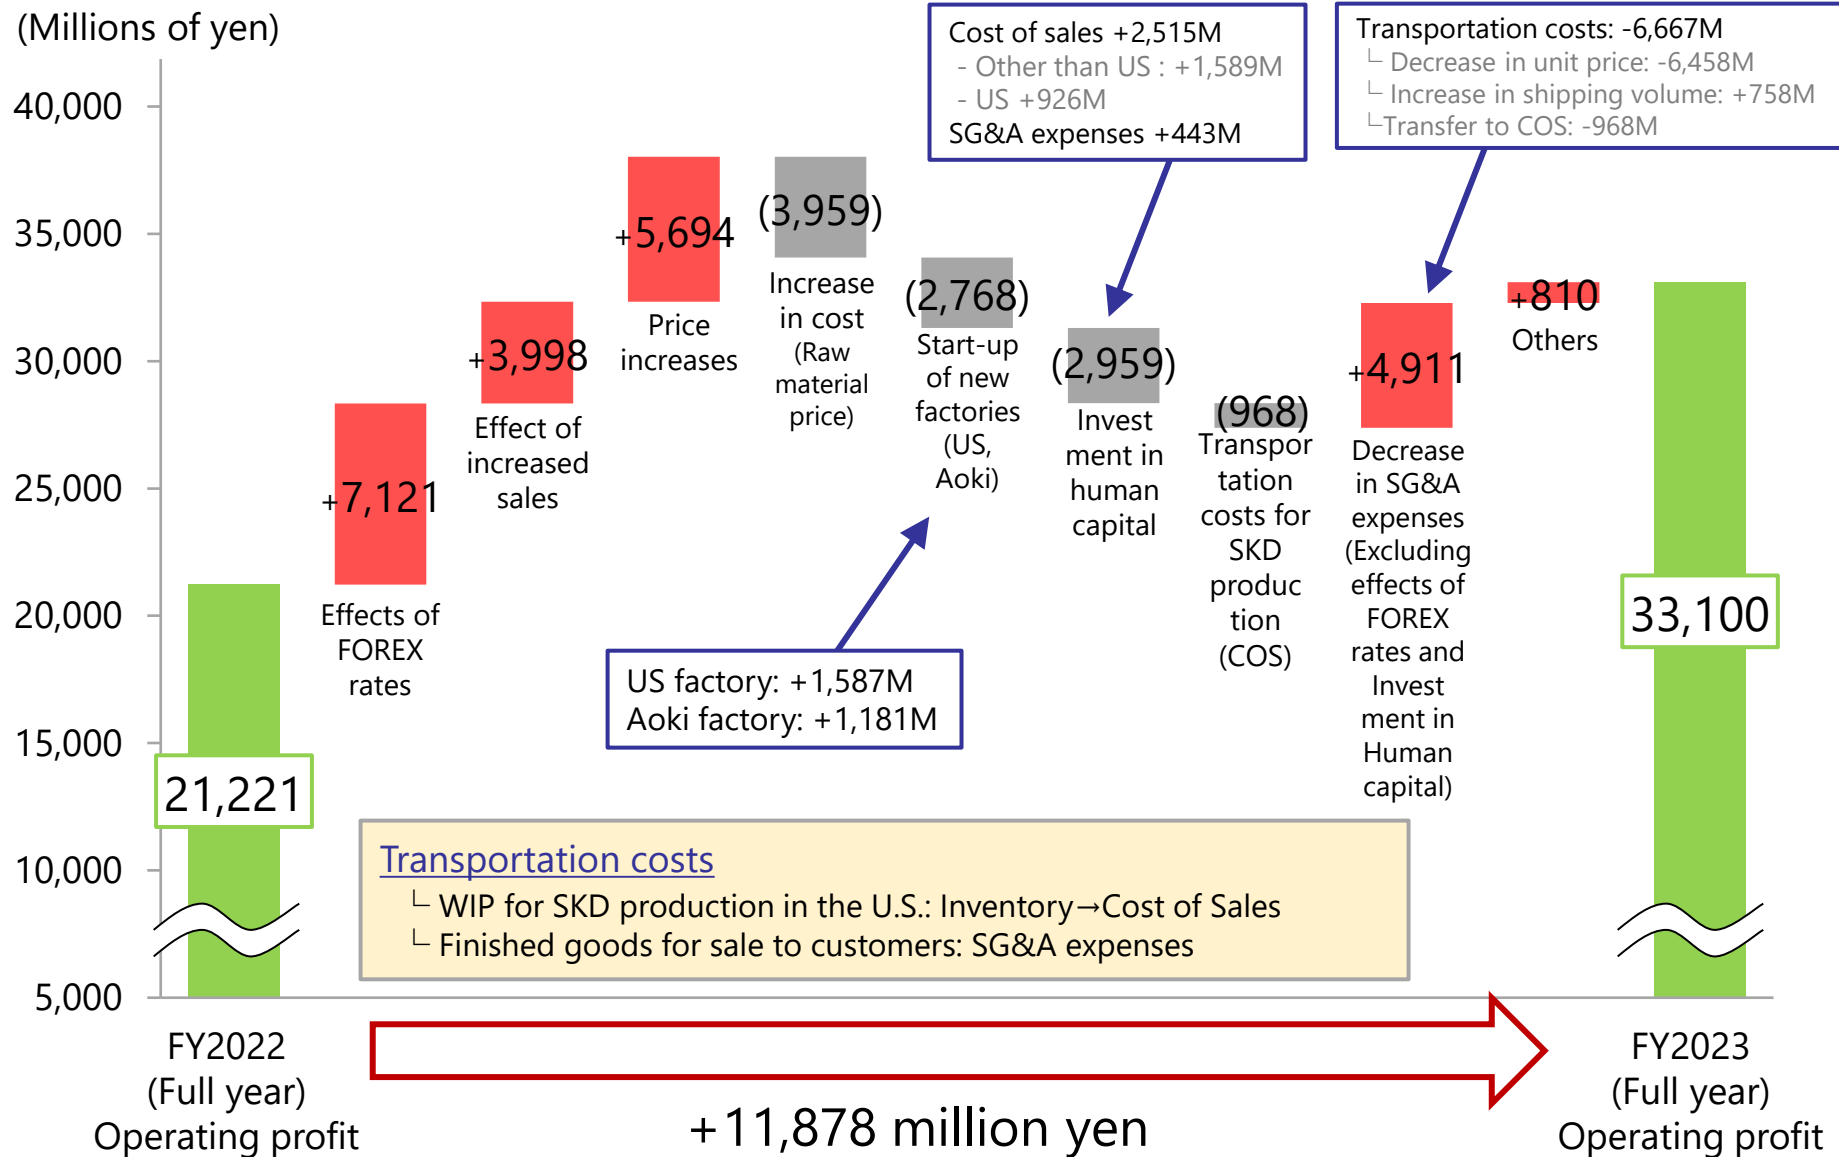 (Millions of yen)
40,000
35,000
30,000
25,000
20,000
15,000
10,000
5,000
Cost of sales +2,515M
- Other than US : +1,589M
- US +926M
SG&A expenses +443M
Transportation costs: -6,667M
└ Decrease in unit price: -6,458M
└ Increase in shipping volume: +758M
└Transfer to COS: -968M
21,221
+7,121
Effects of
FOREX
rates
+3,998
Effect of
increased
sales
+5,694
Price
increases
(3,959)
Increase
in cost
(Raw
material
price)
(2,768)
Start-up
of new
factories
(US,
Aoki)
(2,959)
Invest
ment in
human
capital
(968)
Transpor
tation
costs for
SKD
produc
tion
(COS)
+4,911
Decrease
in SG&A
expenses
(Excluding
effects of
FOREX
rates and
Invest
ment in
Human
capital)
+810
Others
33,100
US factory: +1,587M
Aoki factory: +1,181M
Transportation costs
└ WIP for SKD production in the U.S.: Inventory→Cost of Sales
└ Finished goods for sale to customers: SG&A expenses
FY2022
(Full year)
Operating profit
+11,878 million yen
FY2023
(Full year)
Operating profit